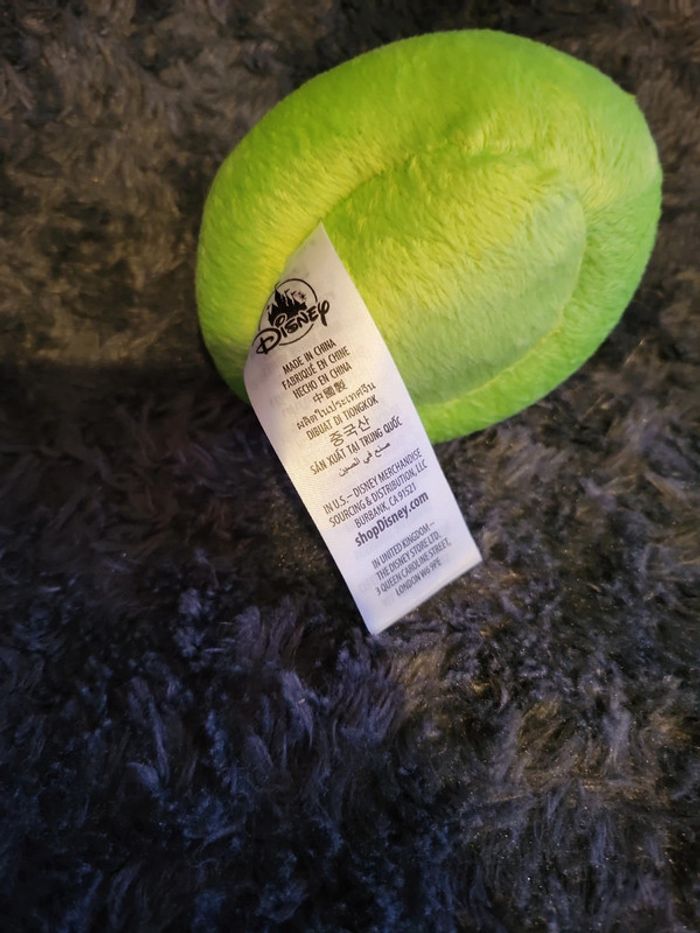 Disney
MADE IN CHINA
FABRIQUÉ EN CHINE
HECHO EN CHINA
中國製
ผลิตในประเทศจีน
DIBUAT DI TIONGKOK
중국산
SẢN XUẤT TẠI TRUNG QUỐC
صنع في الصين
IN U.S.– DISNEY MERCHANDISE
SOURCING & DISTRIBUTION, LLC
BURBANK, CA 91521
shopDisney.com
IN UNITED KINGDOM–
THE DISNEY STORE LTD.
3 QUEEN CAROLINE STREET,
LONDON W6 9PE